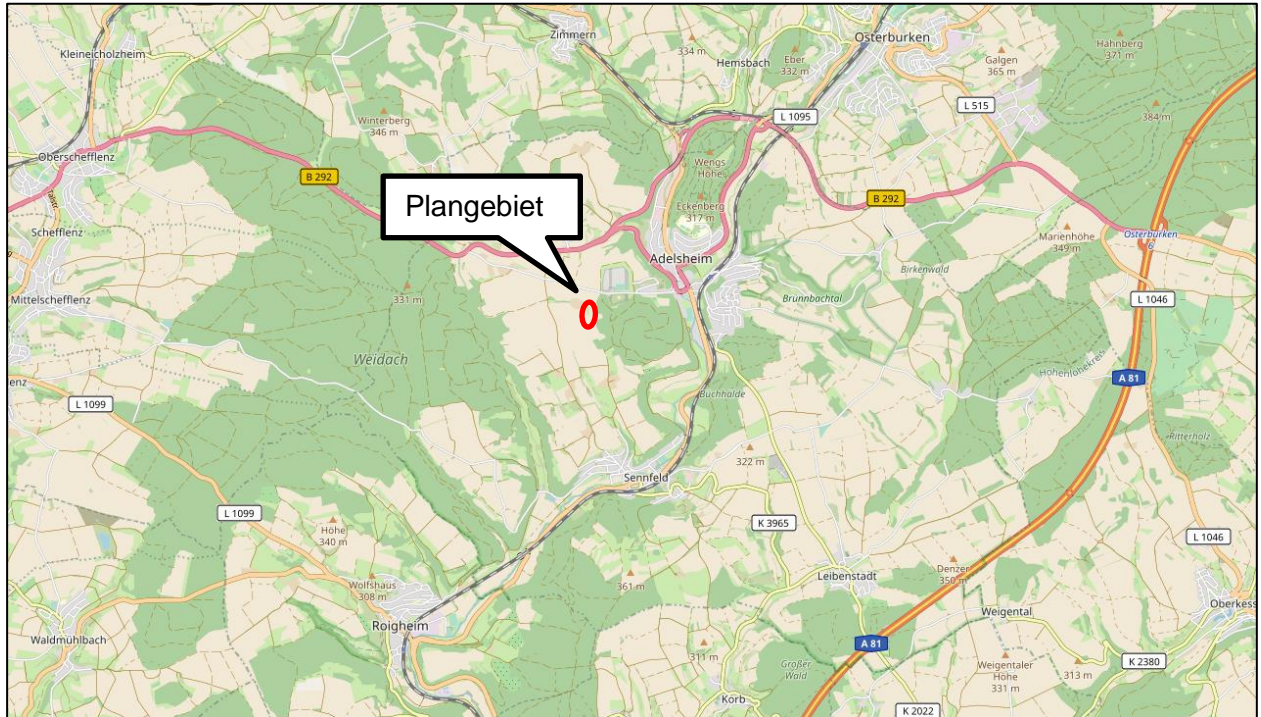 Zimmern
Osterburken
Kleineicholzheim
334 m
Hemsbach
Eber
332 m
Galgen
365 m
Hahnberg
371 m
L 515
L 1095
384 m
Winterberg
346 m
Oberschefflenz
B 292
Talstr.
Wengs
Höhe
Eckenberg
317 m
B 292
Plangebiet
Schefflenz
Marienhöhe
349 m
Osterburken
6
Adelsheim
Birkenwald
Mittelschefflenz
331 m
Brunnbachtal
L 1046
Weidach
Hohenlohekreis
A 81
L 1099
Buchhalde
Ritterholz
322 m
Sennfeld
L 1099
Höhe
340 m
K 3965
L 1046
Wolfshaus
308 m
361 m
Leibenstadt
Denzer
350 m
Oberkess
Roigheim
Weigental
Waldmühlbach
A 81
311 m
Großer
Wald
Weigentaler
Höhe
331 m
313 m
K 2380
Korb
K 2022